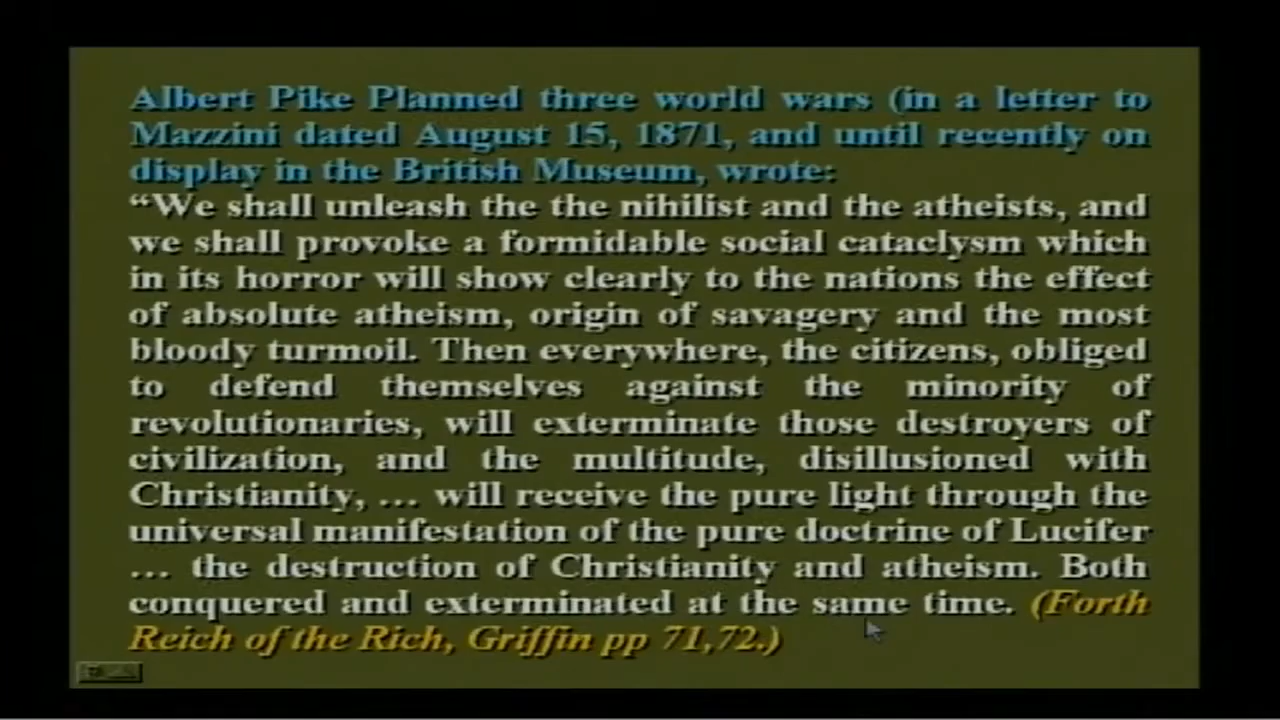 Albert Pike Planned three world wars (in a letter to
Mazzini dated August 15, 1871, and until recently on
display in the British Museum, wrote:
“We shall unleash the the nihilist and the atheists, and
we shall provoke a formidable social cataclysm which
in its horror will show clearly to the nations the effect
of absolute atheism, origin of savagery and the most
bloody turmoil. Then everywhere, the citizens, obliged
to defend themselves against the minority of
revolutionaries, will exterminate those destroyers of
civilization, and the multitude, disillusioned with
Christianity, ... will receive the pure light through the
universal manifestation of the pure doctrine of Lucifer
... the destruction of Christianity and atheism. Both
conquered and exterminated at the same time. (Forth
Reich of the Rich, Griffin pp 71,72.)